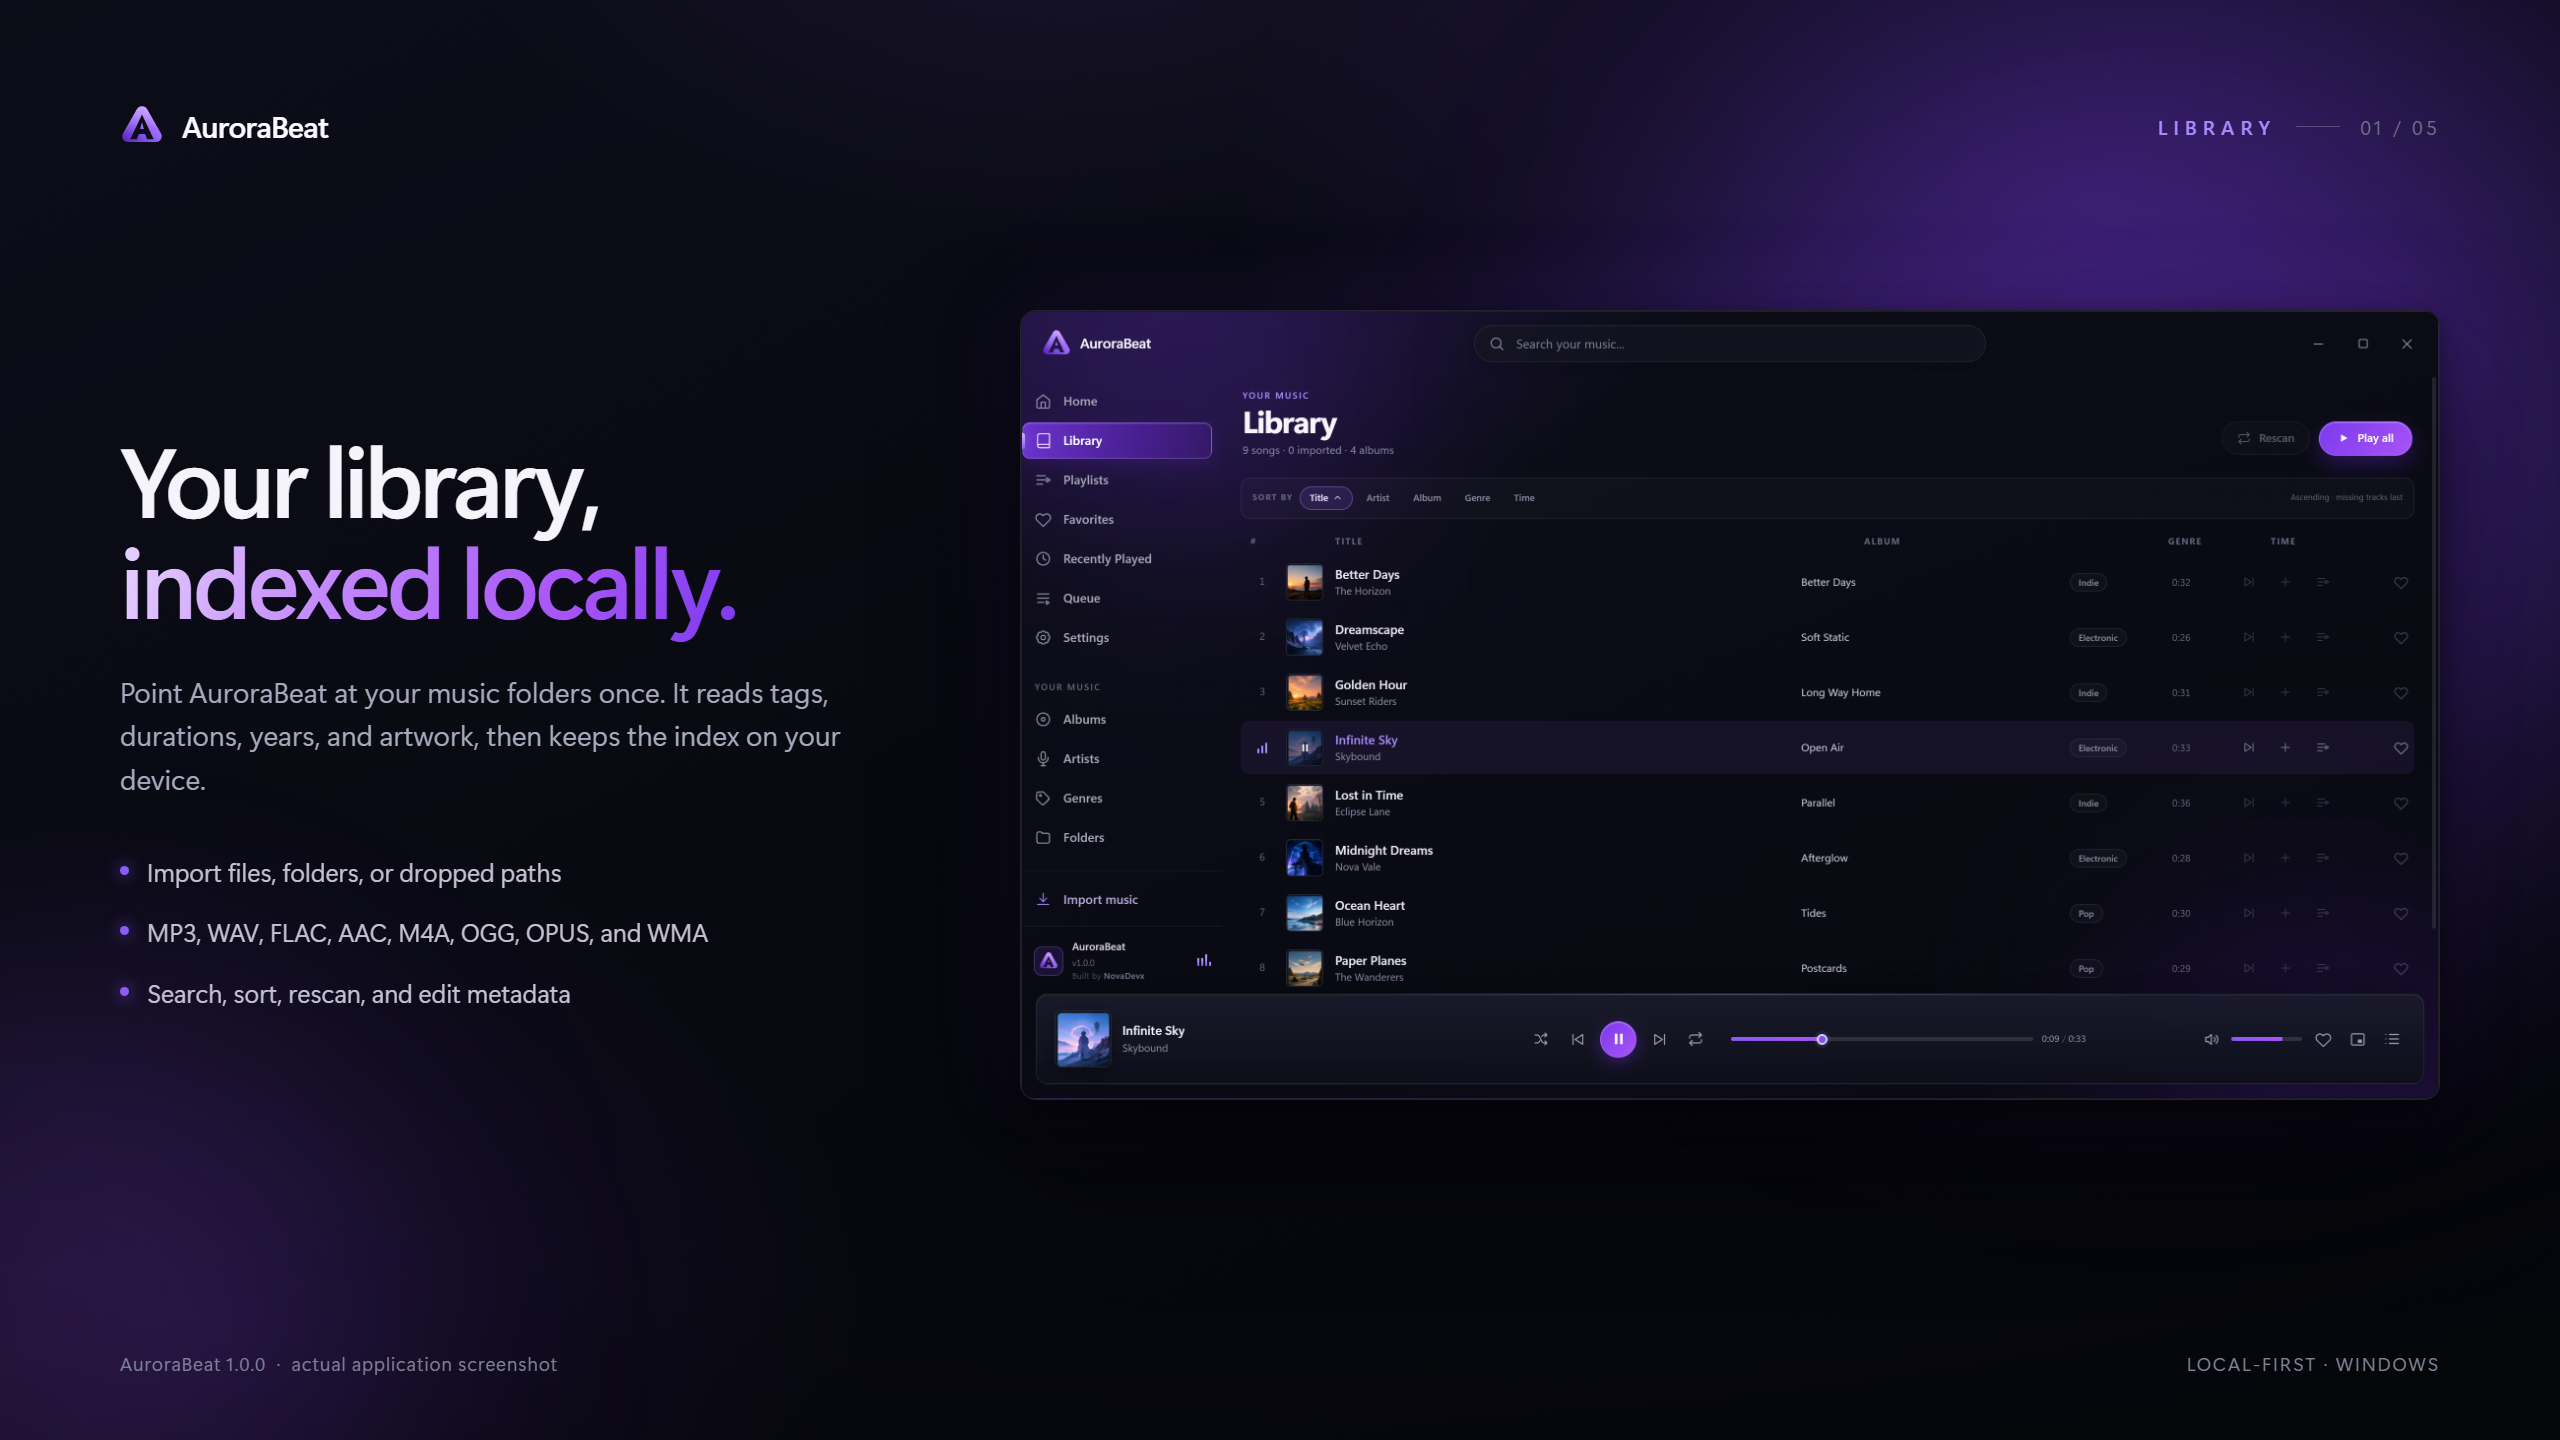 AuroraBeat
LIBRARY 01 / 05
Your library,
indexed locally.
Point AuroraBeat at your music folders once. It reads tags,
durations, years, and artwork, then keeps the index on your
device.
Import files, folders, or dropped paths
MP3, WAV, FLAC, AAC, M4A, OGG, OPUS, and WMA
Search, sort, rescan, and edit metadata
AuroraBeat
Search your music...
Home
Library
Playlists
Favorites
Recently Played
Queue
Settings
YOUR MUSIC
Albums
Artists
Genres
Folders
Import music
AuroraBeat
v1.0.0
Built by NovaDevx
YOUR MUSIC
Library
9 songs · 0 imported · 4 albums
Rescan
Play all
SORT BY Title Artist Album Genre Time Ascending · missing tracks last
# TITLE ALBUM GENRE TIME
1 Better Days Better Days Indie 0:32
The Horizon
2 Dreamscape Soft Static Electronic 0:26
Velvet Echo
3 Golden Hour Long Way Home Indie 0:31
Sunset Riders
Infinite Sky Open Air Electronic 0:33
Skybound
5 Lost in Time Parallel Indie 0:36
Eclipse Lane
6 Midnight Dreams Afterglow Electronic 0:28
Nova Vale
7 Ocean Heart Tides Pop 0:30
Blue Horizon
8 Paper Planes Postcards Pop 0:29
The Wanderers
Infinite Sky
Skybound
0:09 / 0:33
AuroraBeat 1.0.0 · actual application screenshot
LOCAL-FIRST · WINDOWS